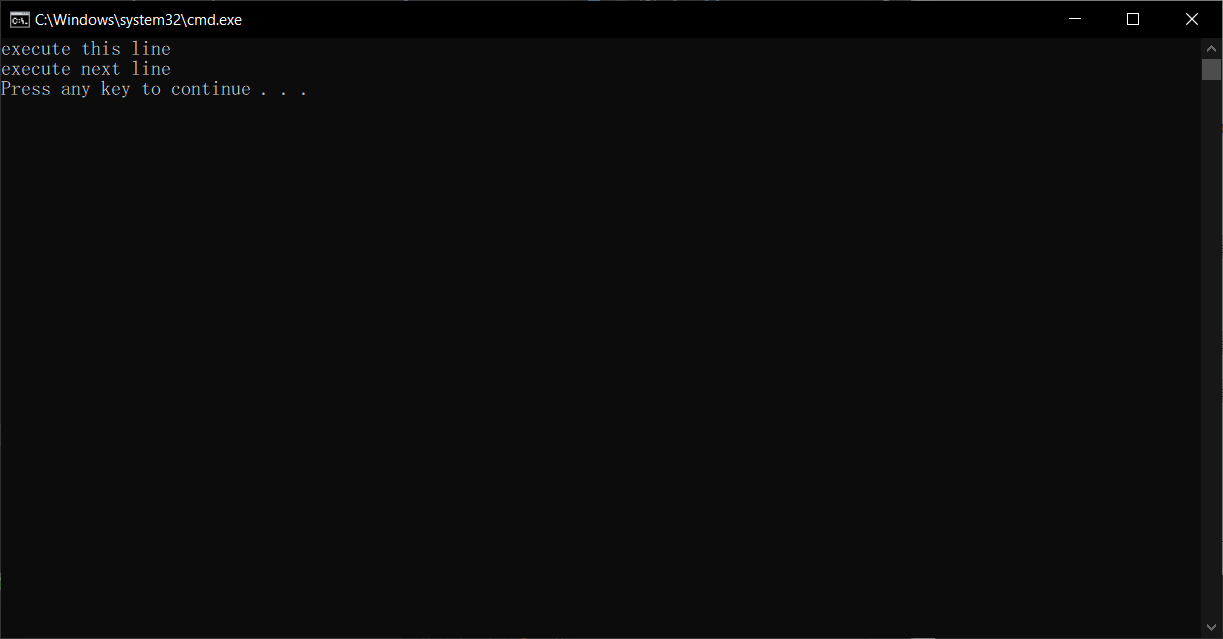 C:\Windows\system32\cmd.exe
execute this line
execute next line
Press any key to continue . . .